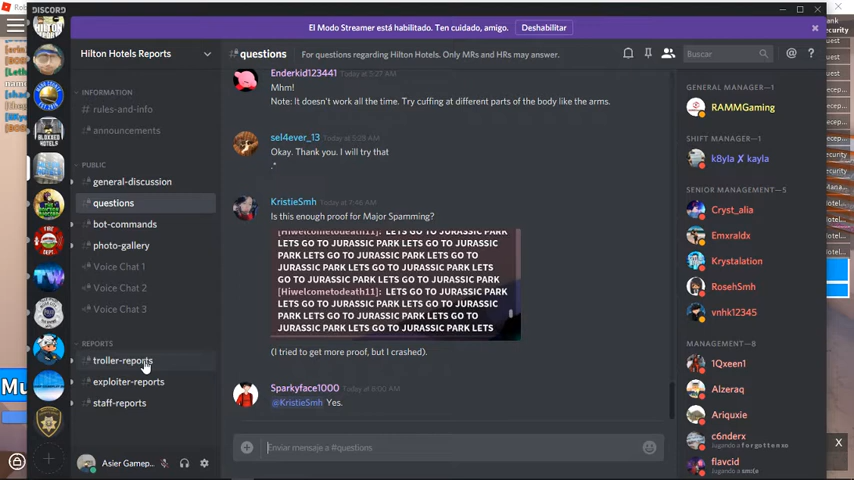 DISCORD
El Modo Streamer está habilitado. Ten cuidado, amigo.
Deshabilitar
Hilton Hotels Reports
questions
For questions regarding Hilton Hotels. Only MRs and HRs may answer.
Buscar
INFORMATION
rules-and-info
announcements
PUBLIC
general-discussion
questions
bot-commands
photo-gallery
Voice Chat 1
Voice Chat 2
Voice Chat 3
REPORTS
troller-reports
exploiter-reports
staff-reports
Asier Gamep...
Enderkid123441 Today at 5:27 AM
Mhm!
Note: It doesn't work all the time. Try cuffing at different parts of the body like the arms.
sel4ever_13 Today at 5:28 AM
Okay. Thank you. I will try that
.*
KristieSmh Today at 7:46 AM
Is this enough proof for Major Spamming?
[Hiwelcometodeath11]: LETS GO TO JURASSIC
PARK LETS GO TO JURASSIC PARK LETS GO TO JURASSIC
LETS GO TO JURASSIC PARK LETS GO TO JURASSIC
PARK LETS GO TO JURASSIC PARK LETS
[Hiwelcometodeath11]: LETS GO TO JURASSIC PARK
LETS GO TO JURASSIC PARK LETS GO TO JURASSIC
PARK LETS GO TO JURASSIC PARK LETS GO TO
JURASSIC PARK LETS GO TO JURASSIC PARK LETS
(I tried to get more proof, but I crashed).
Sparkyface1000 Today at 8:00 AM
@KristieSmh Yes.
Enviar mensaje a #questions
GENERAL MANAGER—1
RAMMGaming
SHIFT MANAGER—1
k8yla X kayla
SENIOR MANAGEMENT—5
Cryst_alia
Emxraldx
Krystalation
RosehSmh
vnhk12345
MANAGEMENT—8
1Qxeen1
Alzeraq
Ariquxie
c6nderx
Jugando a forgottenso
flavcid